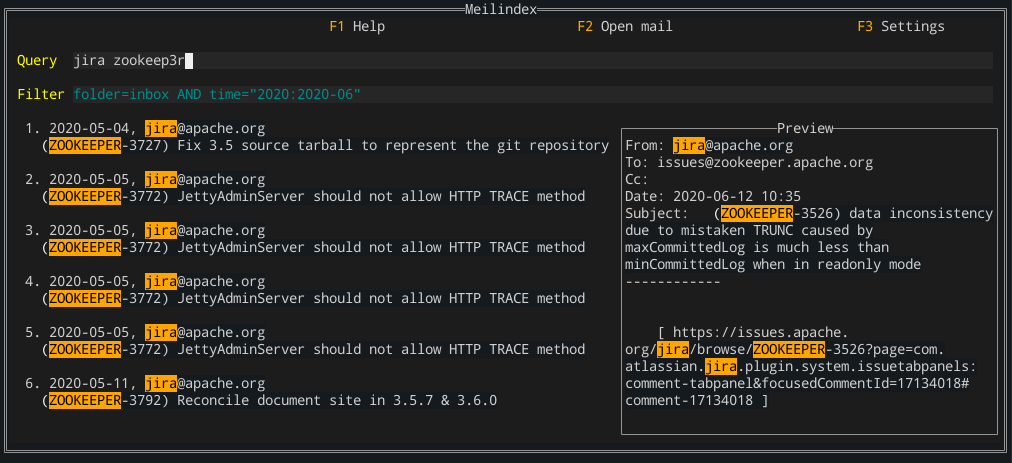 Meilindex
F1 Help F2 Open mail F3 Settings
Query jira zookeep3r
Filter folder=inbox AND time="2020:2020-06"
1. 2020-05-04, jira@apache.org
(ZOOKEEPER-3727) Fix 3.5 source tarball to represent the git repository
2. 2020-05-05, jira@apache.org
(ZOOKEEPER-3772) JettyAdminServer should not allow HTTP TRACE method
3. 2020-05-05, jira@apache.org
(ZOOKEEPER-3772) JettyAdminServer should not allow HTTP TRACE method
4. 2020-05-05, jira@apache.org
(ZOOKEEPER-3772) JettyAdminServer should not allow HTTP TRACE method
5. 2020-05-05, jira@apache.org
(ZOOKEEPER-3772) JettyAdminServer should not allow HTTP TRACE method
6. 2020-05-11, jira@apache.org
(ZOOKEEPER-3792) Reconcile document site in 3.5.7 & 3.6.0
Preview
From: jira@apache.org
To: issues@zookeeper.apache.org
Cc:
Date: 2020-06-12 10:35
Subject: (ZOOKEEPER-3526) data inconsistency
due to mistaken TRUNC caused by
maxCommittedLog is much less than
minCommittedLog when in readonly mode
------------
[ https://issues.apache.
org/jira/browse/ZOOKEEPER-3526?page=com.
atlassian.jira.plugin.system.issuetabpanels:
comment-tabpanel&focusedCommentId=17134018#
comment-17134018 ]